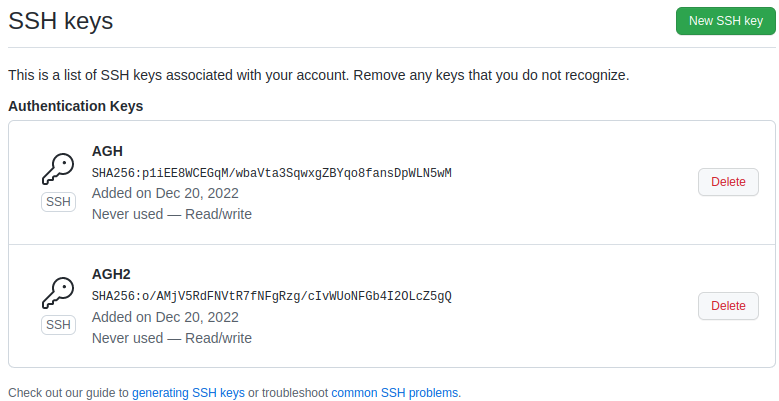 SSH keys
New SSH key
This is a list of SSH keys associated with your account. Remove any keys that you do not recognize.
Authentication Keys
AGH
SHA256:p1iEE8WCEGqM/wbaVta3SqwxgZBYqo8fansDpWLN5wM
Added on Dec 20, 2022
Never used — Read/write
SSH
Delete
AGH2
SHA256:o/AMjV5RdFNVtR7fNFgRzg/cIvWUoNFGb4I2OLcZ5gQ
Added on Dec 20, 2022
Never used — Read/write
SSH
Delete
Check out our guide to generating SSH keys or troubleshoot common SSH problems.